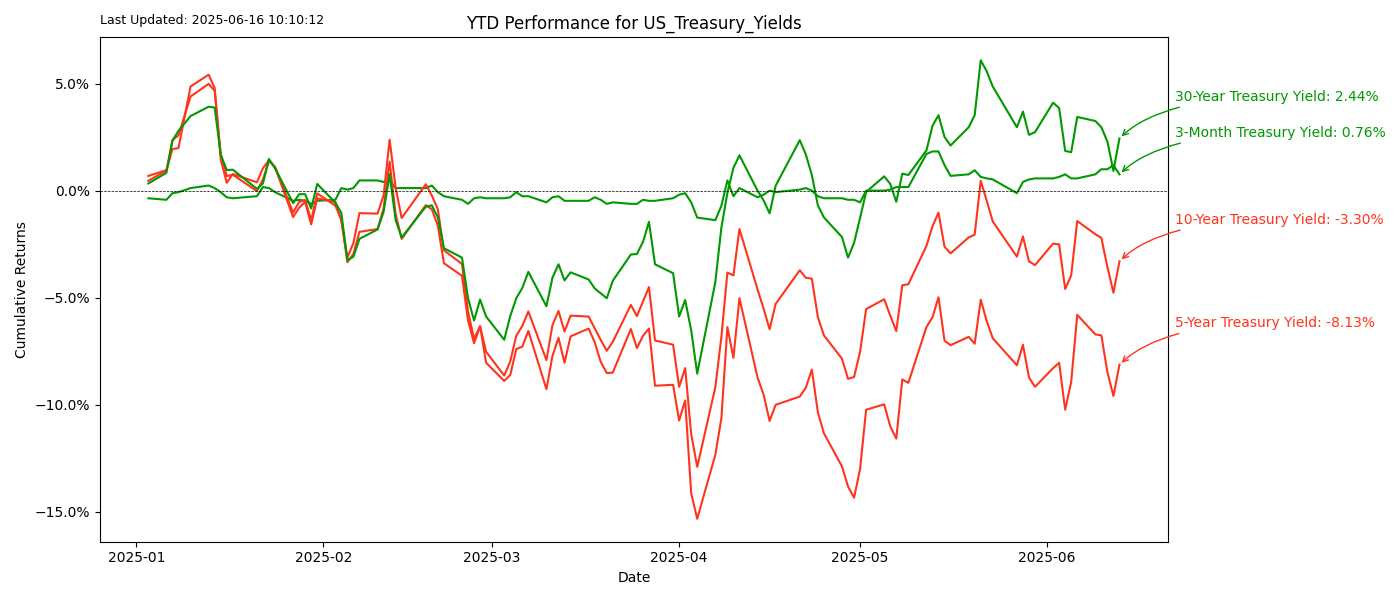 Last Updated: 2025-06-16 10:10:12
YTD Performance for US_Treasury_Yields
Cumulative Returns
5.0%
0.0%
−5.0%
−10.0%
−15.0%
30-Year Treasury Yield: 2.44%
3-Month Treasury Yield: 0.76%
10-Year Treasury Yield: -3.30%
5-Year Treasury Yield: -8.13%
2025-01
2025-02
2025-03
2025-04
2025-05
2025-06
Date